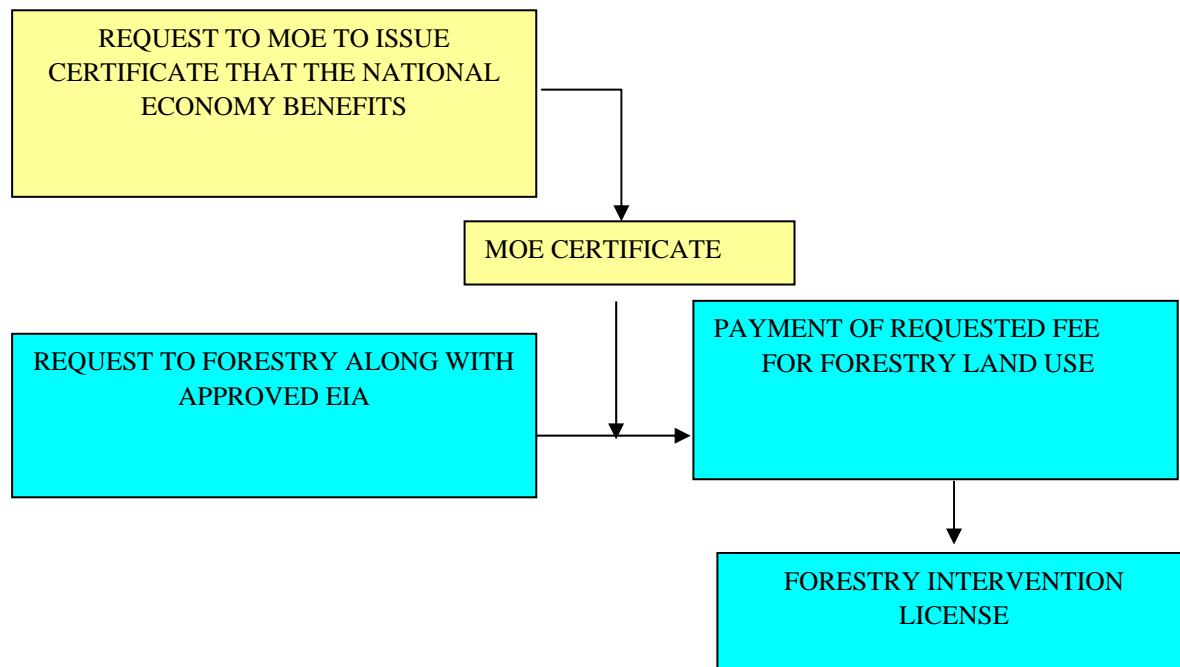 REQUEST TO MOE TO ISSUE
CERTIFICATE THAT THE NATIONAL
ECONOMY BENEFITS
MOE CERTIFICATE
REQUEST TO FORESTRY ALONG WITH
APPROVED EIA
PAYMENT OF REQUESTED FEE
FOR FORESTRY LAND USE
FORESTRY INTERVENTION
LICENSE